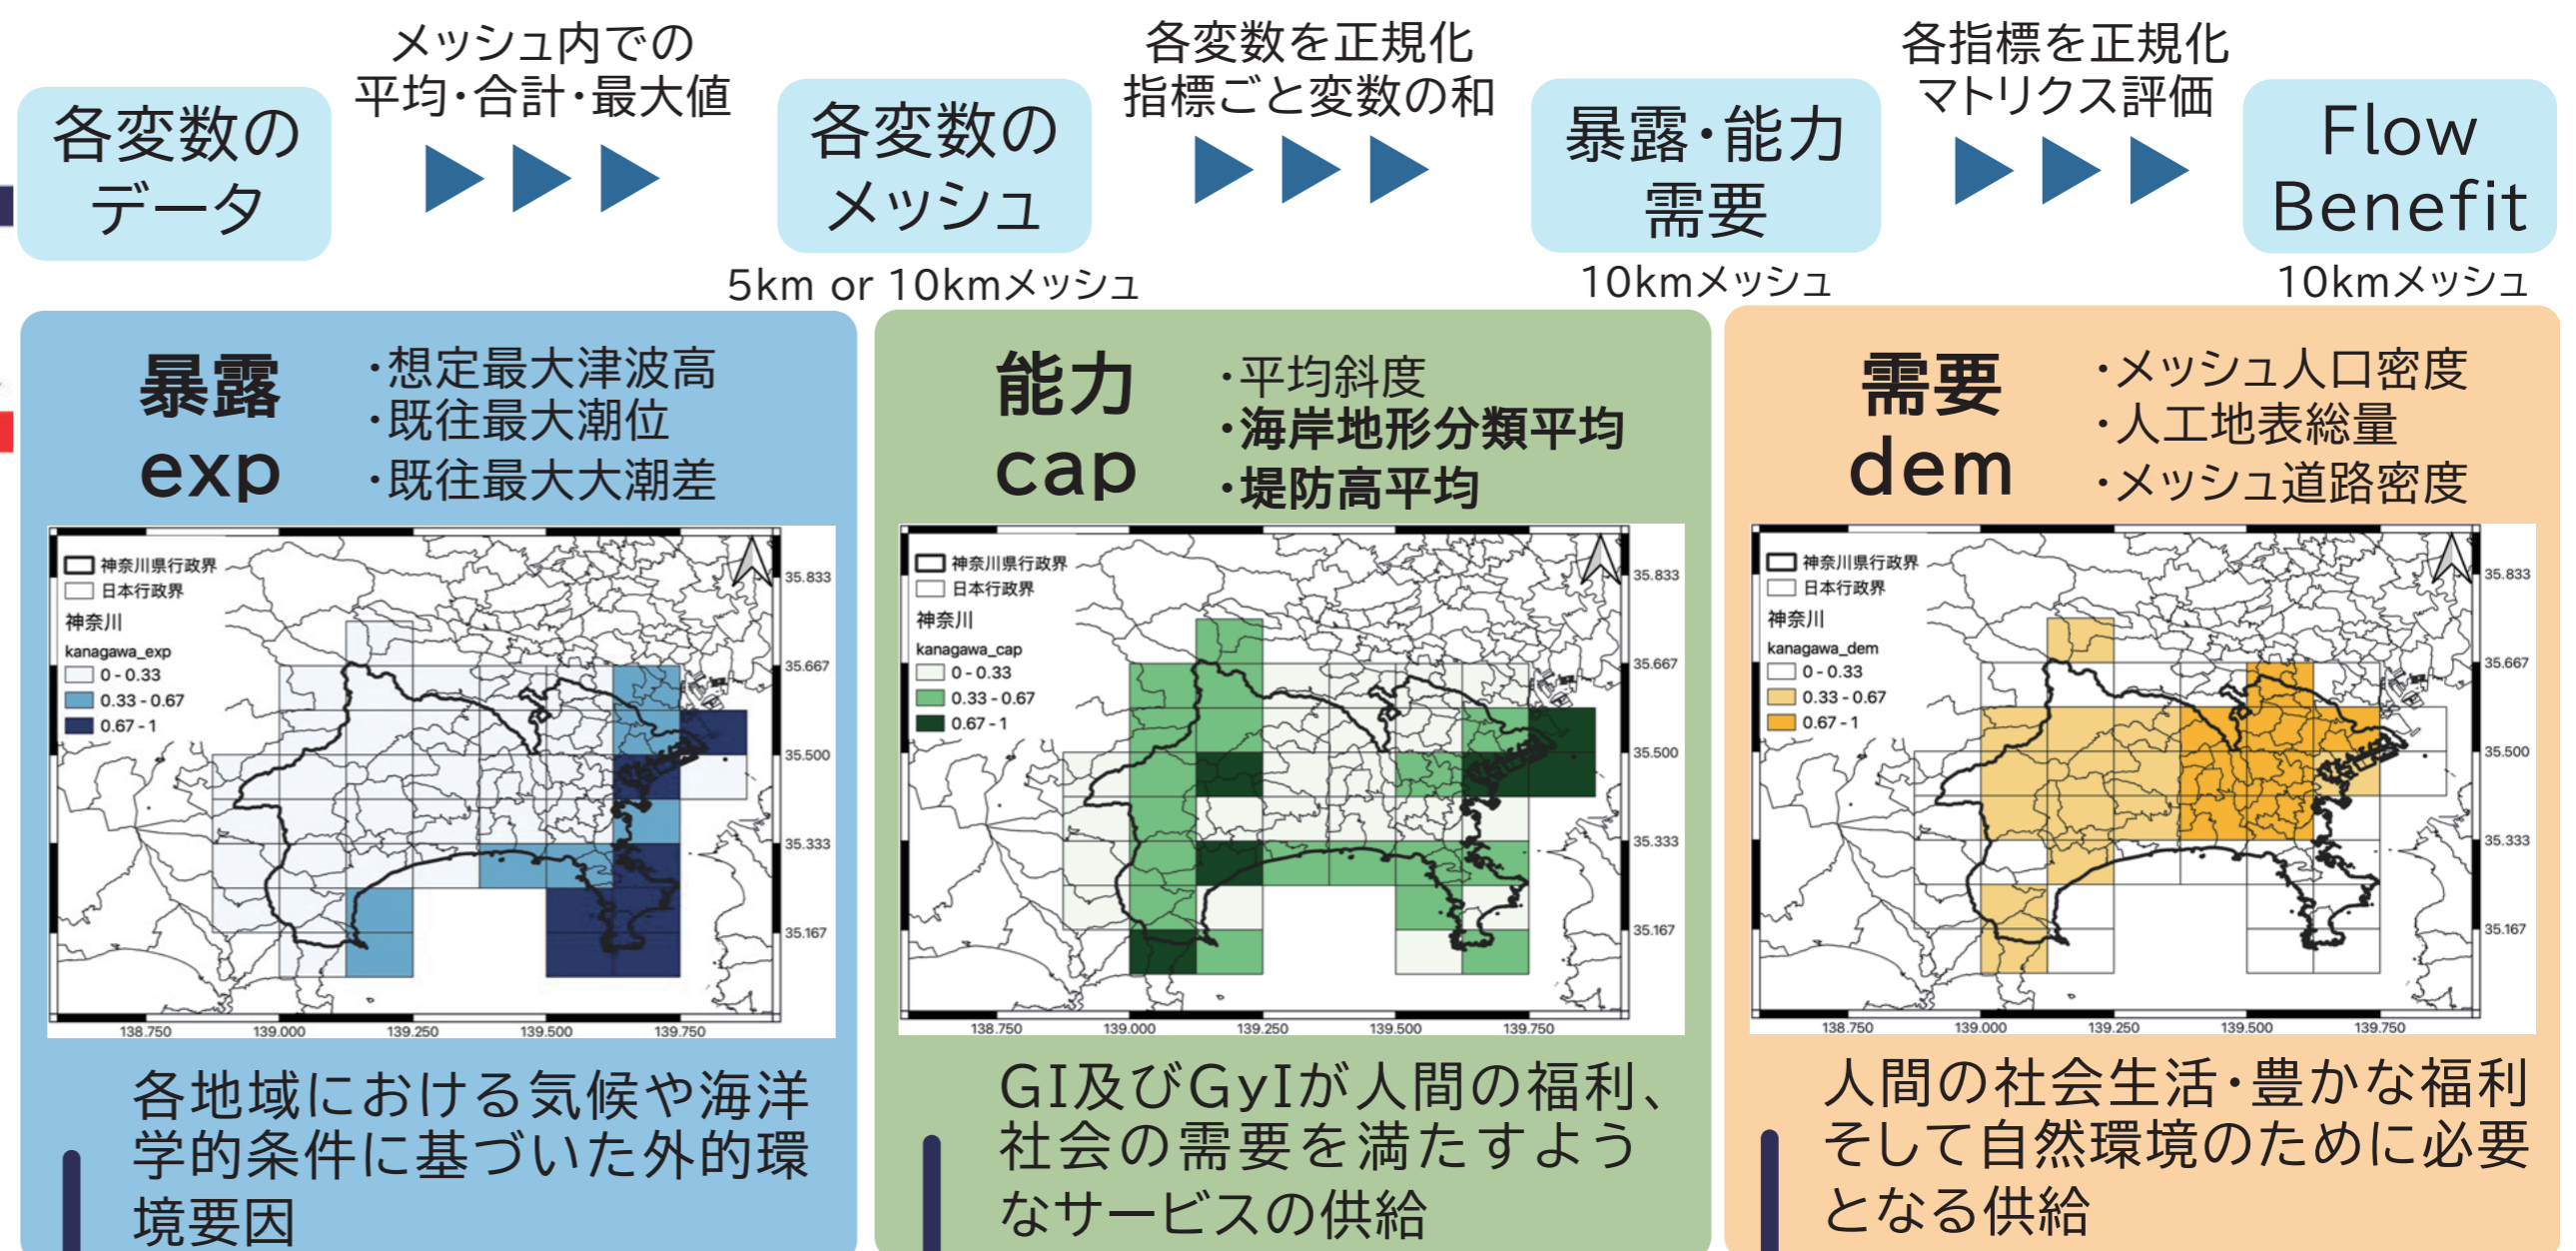 各変数の
データ
メッシュ内での
平均・合計・最大値
各変数の
メッシュ
5km or 10kmメッシュ
各変数を正規化
指標ごと変数の和
暴露・能力
需要
10kmメッシュ
各指標を正規化
マトリクス評価
Flow
Benefit
10kmメッシュ
暴露
exp
・想定最大津波高
・既往最大潮位
・既往最大大潮差
神奈川県行政界
日本行政界
神奈川
kanagawa_exp
0 - 0.33
0.33 - 0.67
0.67 - 1
35.833
35.667
35.500
35.333
35.167
138.750 139.000 139.250 139.500 139.750
各地域における気候や海洋
学的条件に基づいた外的環
境要因
能力
cap
・平均斜度
・海岸地形分類平均
・堤防高平均
神奈川県行政界
日本行政界
神奈川
kanagawa_cap
0 - 0.33
0.33 - 0.67
0.67 - 1
35.833
35.667
35.500
35.333
35.167
138.750 139.000 139.250 139.500 139.750
GI及びGyIが人間の福利、
社会の需要を満たすよう
なサービスの供給
需要
dem
・メッシュ人口密度
・人工地表総量
・メッシュ道路密度
神奈川県行政界
日本行政界
神奈川
kanagawa_dem
0 - 0.33
0.33 - 0.67
0.67 - 1
35.833
35.667
35.500
35.333
35.167
138.750 139.000 139.250 139.500 139.750
人間の社会生活・豊かな福利
そして自然環境のために必要
となる供給